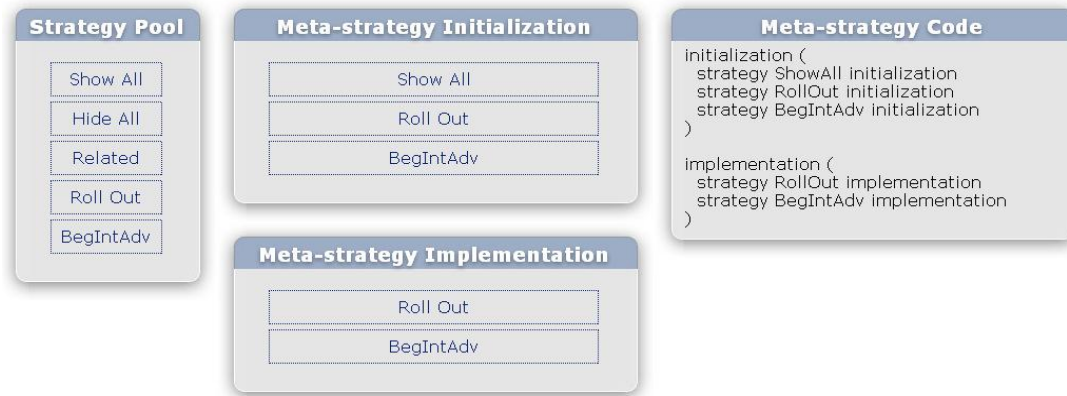 Strategy Pool
Show All
Hide All
Related
Roll Out
BegIntAdv
Meta-strategy Initialization
Show All
Roll Out
BegIntAdv
Meta-strategy Implementation
Roll Out
BegIntAdv
Meta-strategy Code
initialization (
strategy ShowAll initialization
strategy RollOut initialization
strategy BegIntAdv initialization
)
implementation (
strategy RollOut implementation
strategy BegIntAdv implementation
)